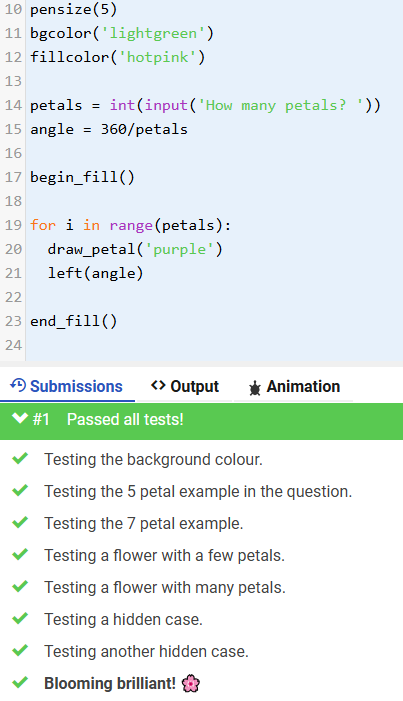 10 pensize(5)
11 bgcolor('lightgreen')
12 fillcolor('hotpink')
13
14 petals = int(input('How many petals? '))
15 angle = 360/petals
16
17 begin_fill()
18
19 for i in range(petals):
20   draw_petal('purple')
21   left(angle)
22
23 end_fill()
24
Submissions <> Output Animation
#1 Passed all tests!
Testing the background colour.
Testing the 5 petal example in the question.
Testing the 7 petal example.
Testing a flower with a few petals.
Testing a flower with many petals.
Testing a hidden case.
Testing another hidden case.
Blooming brilliant! 🌸